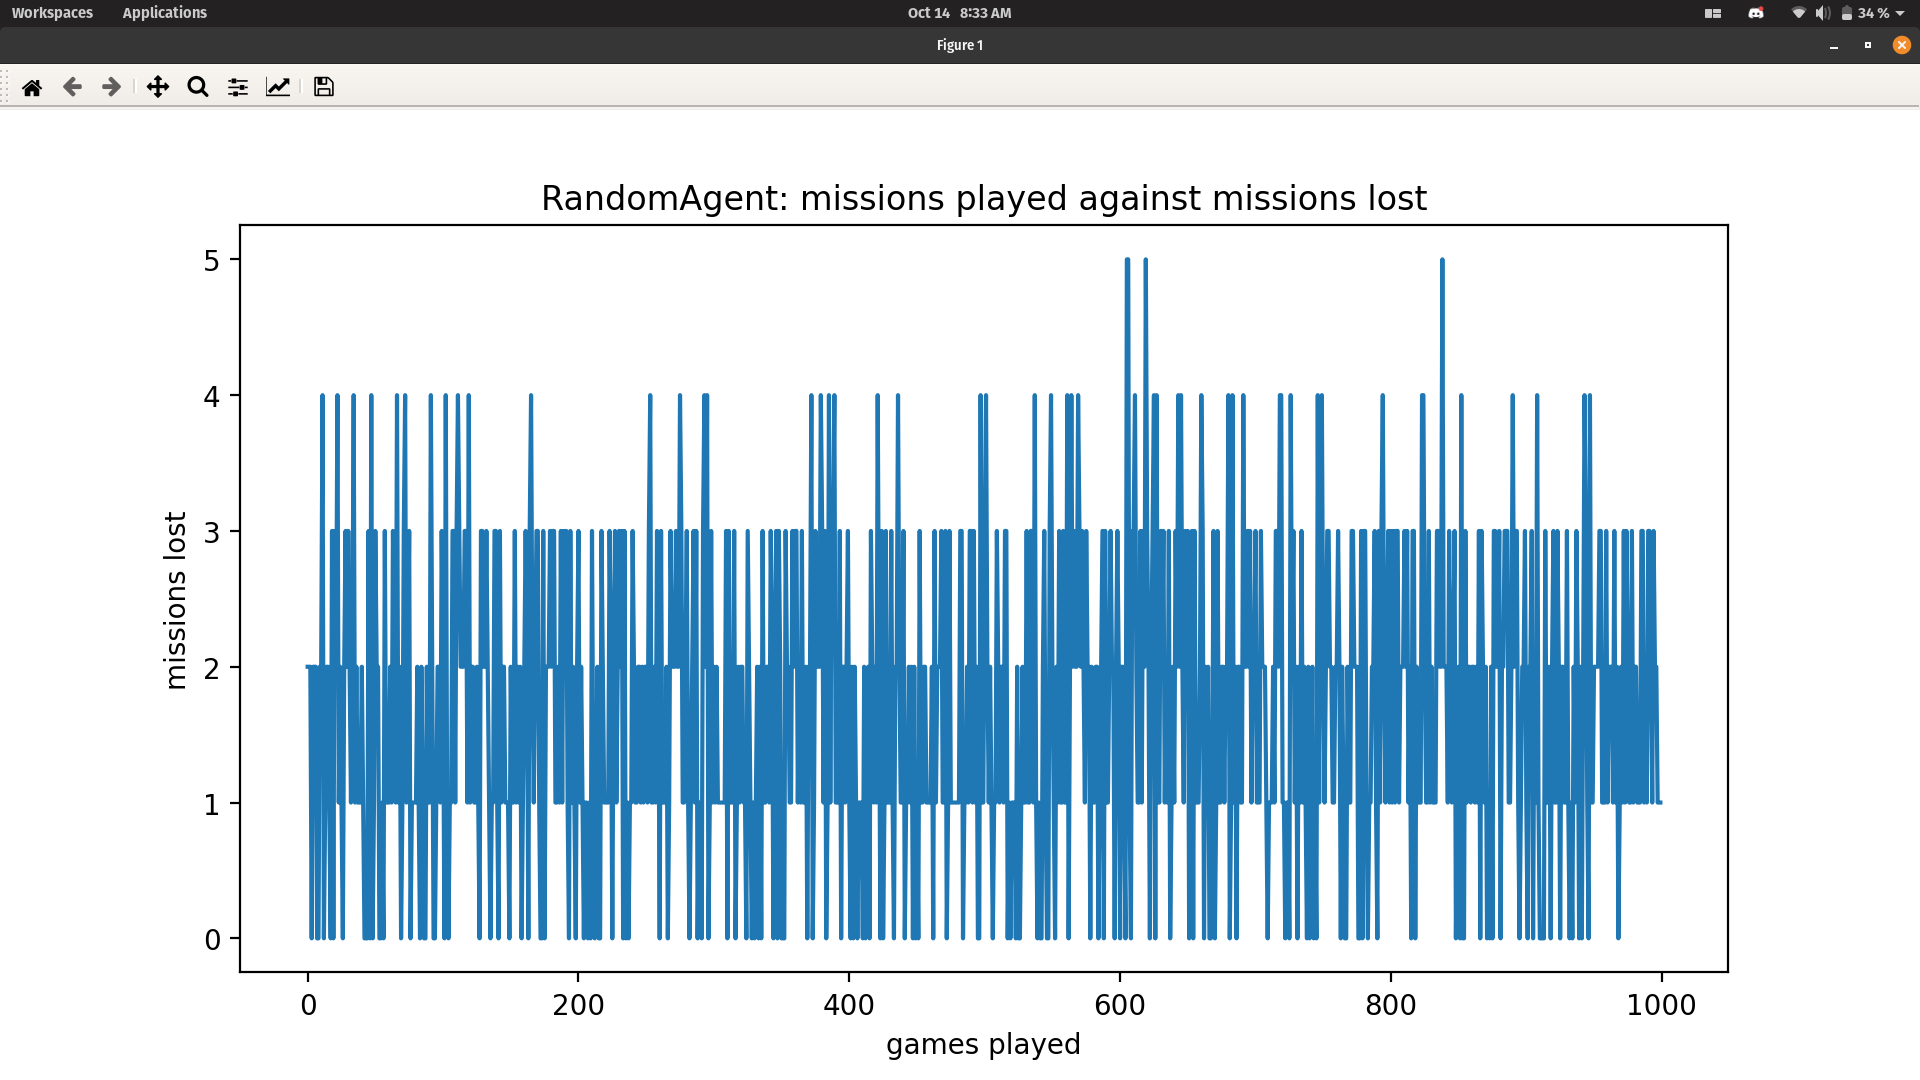 Workspaces Applications Oct 14 8:33 AM 34 %
Figure 1
RandomAgent: missions played against missions lost
5
4
3
2
1
0
missions lost
0 200 400 600 800 1000
games played